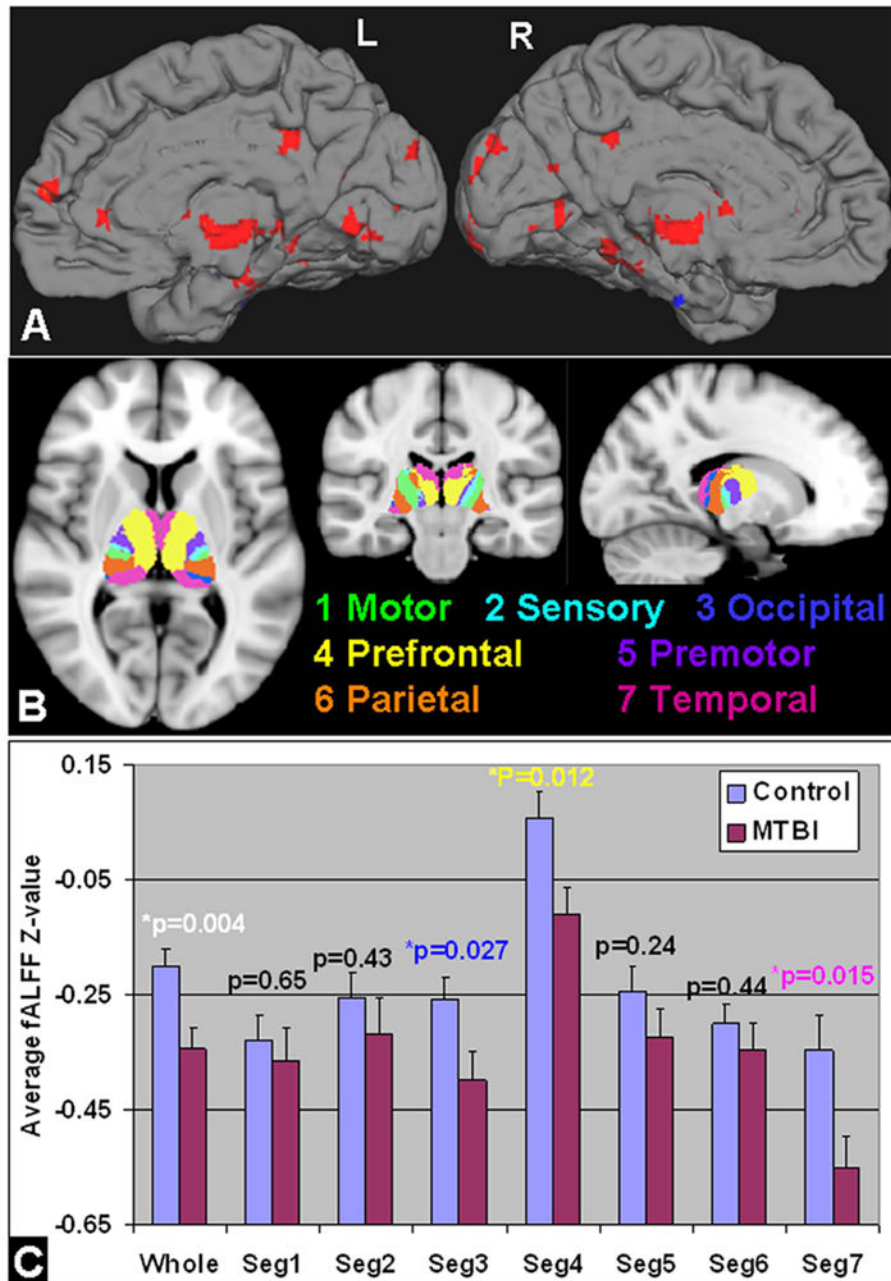 L R
A
1 Motor 2 Sensory 3 Occipital
4 Prefrontal 5 Premotor
6 Parietal 7 Temporal
B
0.15
-0.05
-0.25
-0.45
-0.65
Average fALFF Z-value
*p=0.004
p=0.65
p=0.43
*p=0.027
*P=0.012
p=0.24
p=0.44
*p=0.015
Control
MTBI
Whole Seg1 Seg2 Seg3 Seg4 Seg5 Seg6 Seg7
C